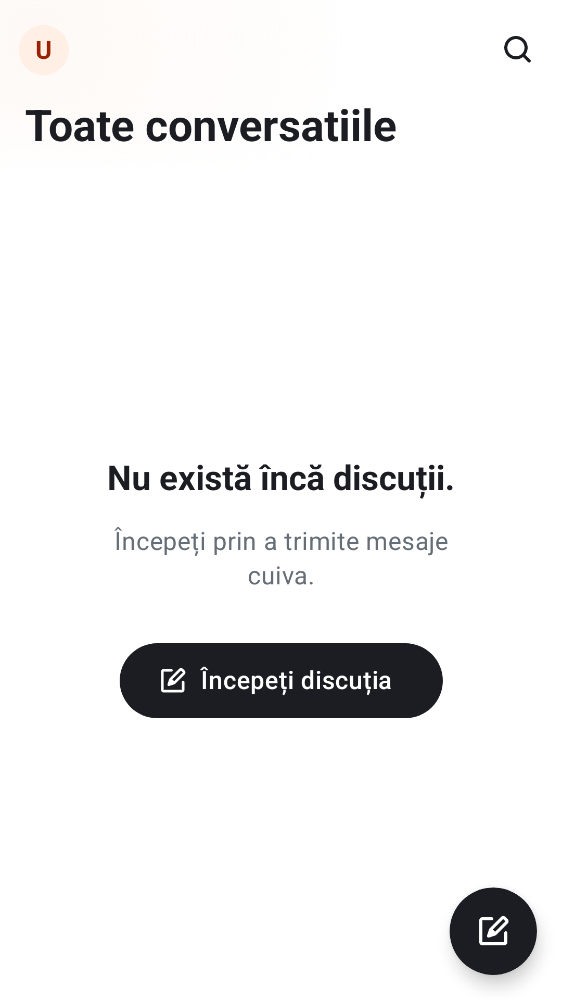 U
Toate conversatiile
Nu există încă discuții.
Începeți prin a trimite mesaje
cuiva.
Începeți discuția